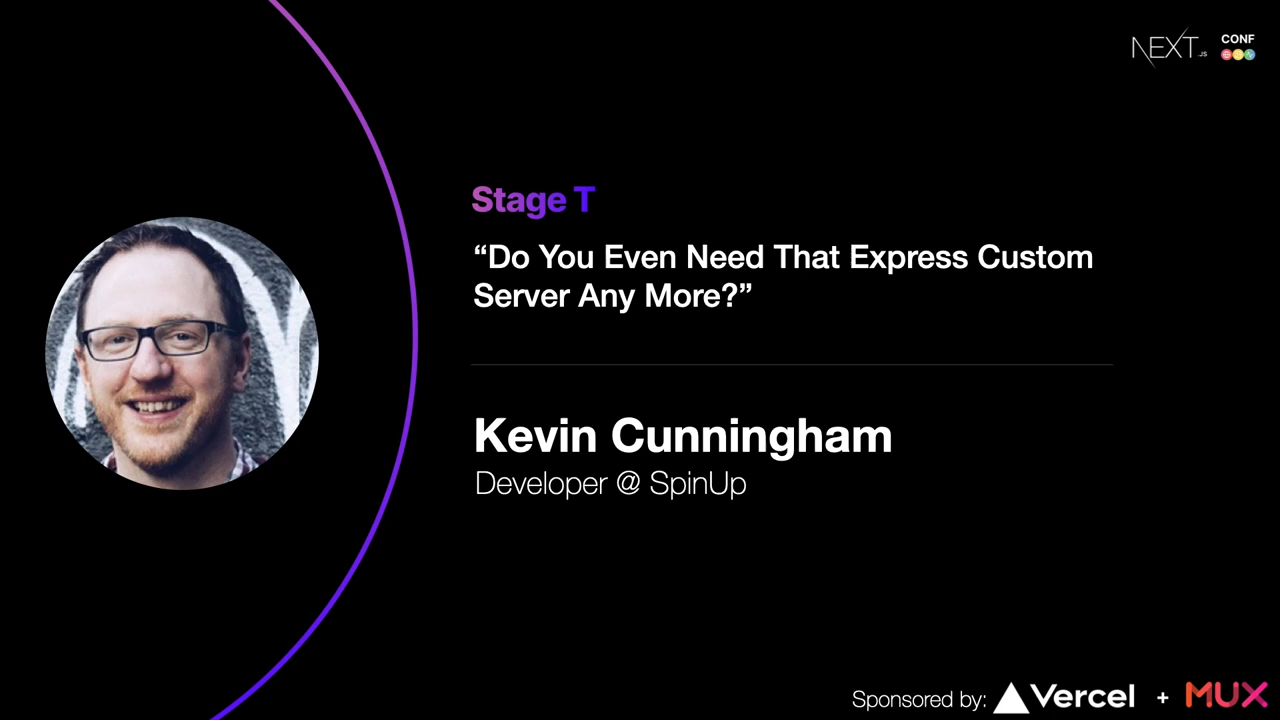 NEXT.JS CONF
Stage T
“Do You Even Need That Express Custom
Server Any More?”
Kevin Cunningham
Developer @ SpinUp
Sponsored by: Vercel + MUX